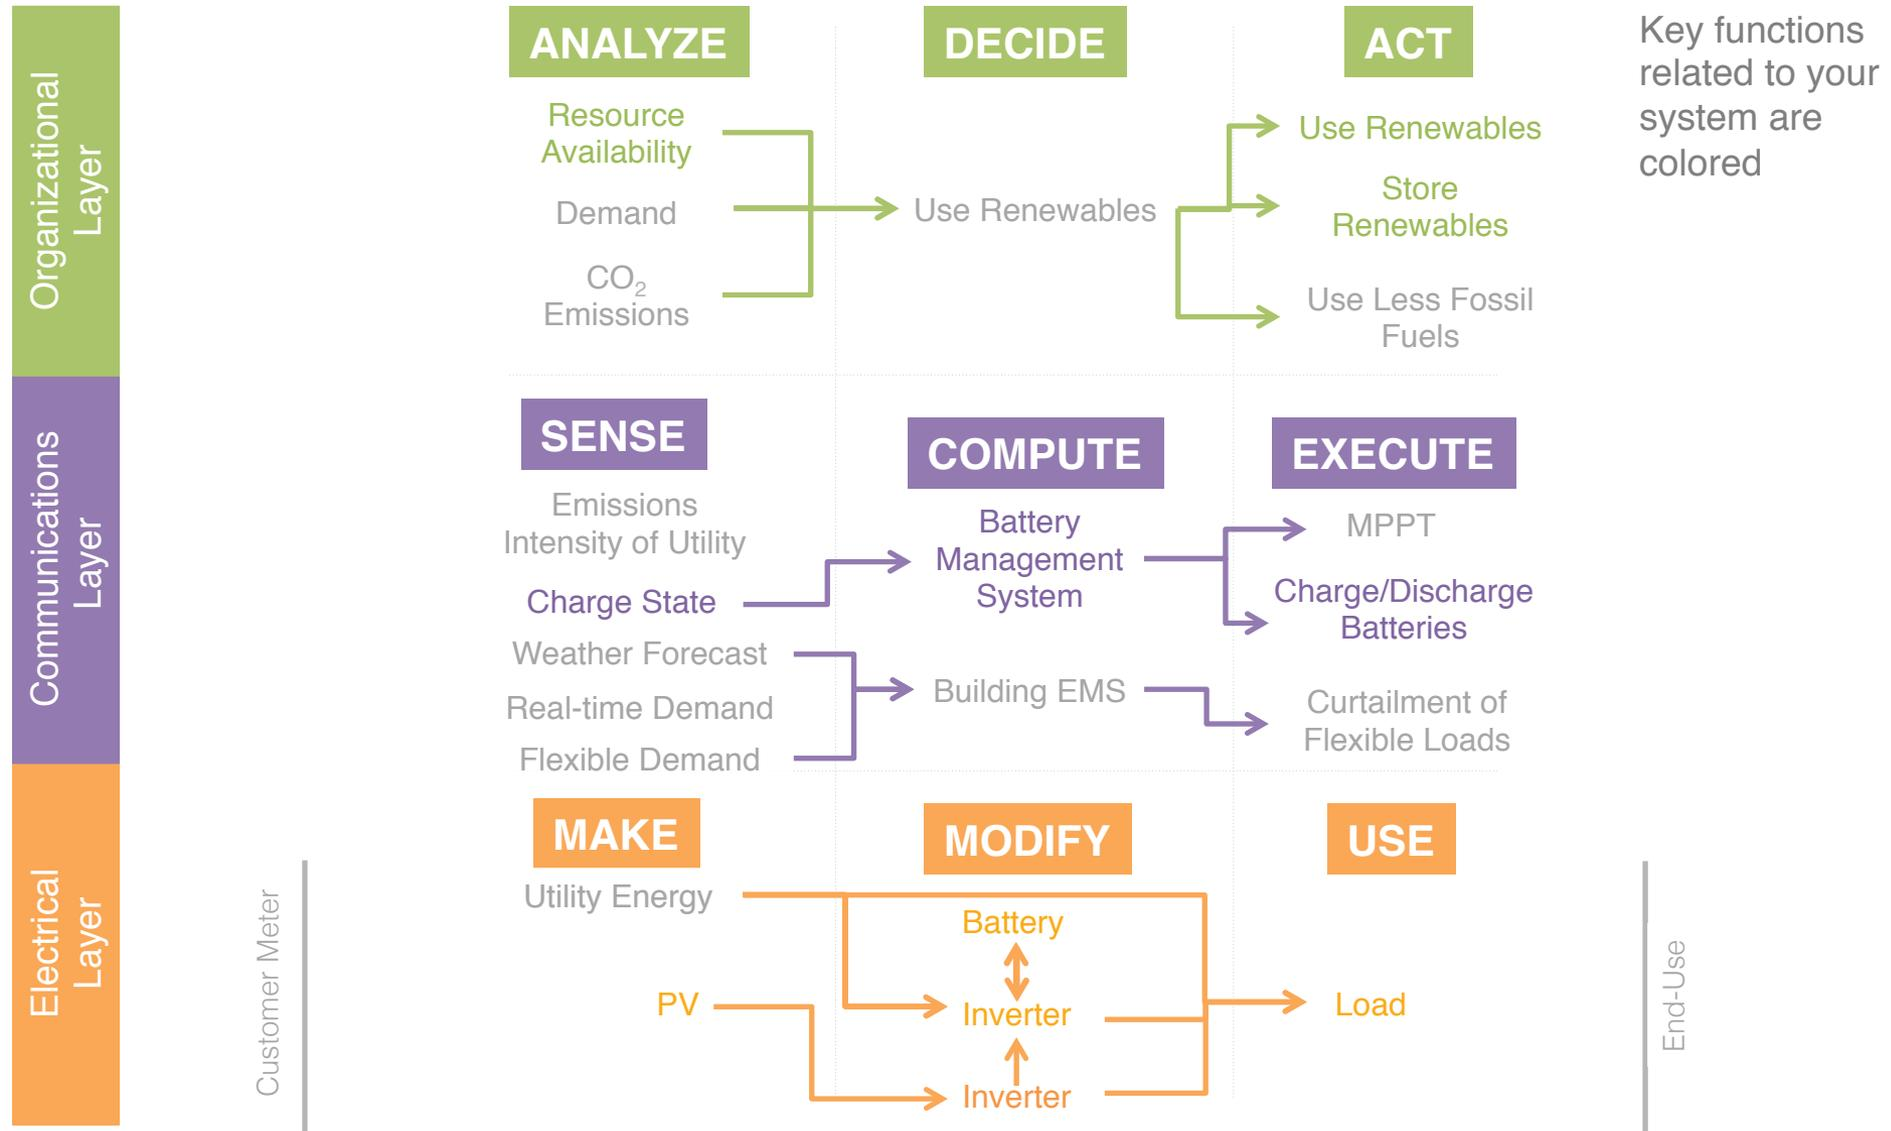 Organizational
Layer
ANALYZE
DECIDE
ACT
Key functions
related to your
system are
colored
Resource
Availability
Demand
CO₂
Emissions
Use Renewables
Use Renewables
Store
Renewables
Use Less Fossil
Fuels
Communications
Layer
SENSE
COMPUTE
EXECUTE
Emissions
Intensity of Utility
Charge State
Weather Forecast
Real-time Demand
Flexible Demand
Battery
Management
System
Building EMS
MPPT
Charge/Discharge
Batteries
Curtailment of
Flexible Loads
Electrical
Layer
Customer Meter
MAKE
MODIFY
USE
Utility Energy
PV
Battery
Inverter
Inverter
Load
End-Use